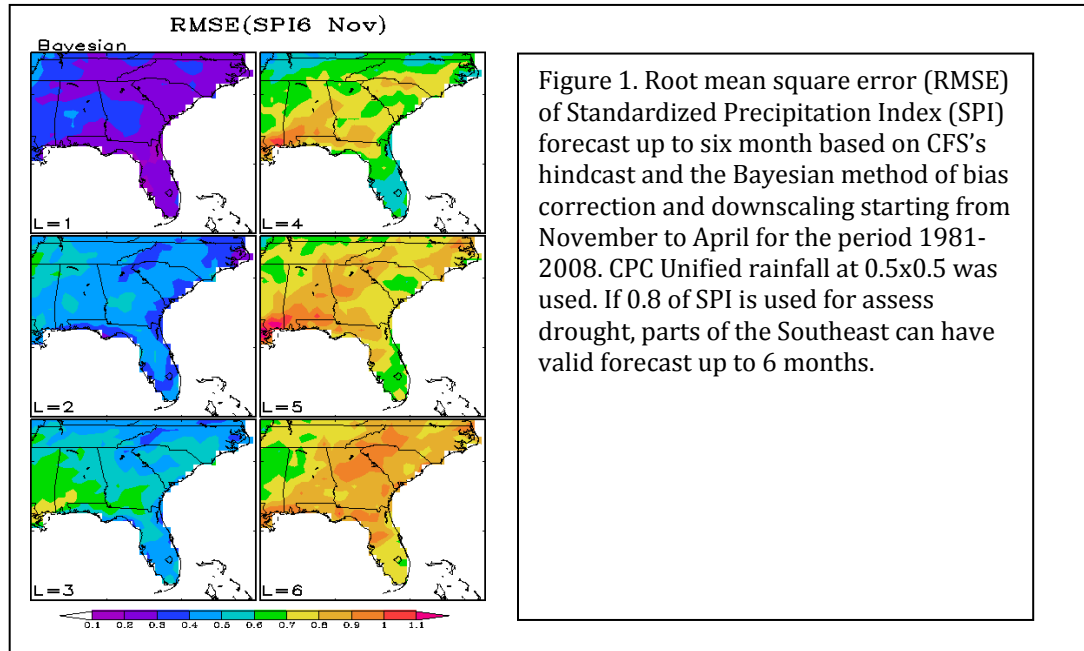 RMSE(SPI6 Nov)
Bayesian
L=1
L=4
L=2
L=5
L=3
L=6
0.1 0.2 0.3 0.4 0.5 0.6 0.7 0.8 0.9 1 1.1
Figure 1. Root mean square error (RMSE)
of Standardized Precipitation Index (SPI)
forecast up to six month based on CFS's
hindcast and the Bayesian method of bias
correction and downscaling starting from
November to April for the period 1981-
2008. CPC Unified rainfall at 0.5x0.5 was
used. If 0.8 of SPI is used for assess
drought, parts of the Southeast can have
valid forecast up to 6 months.